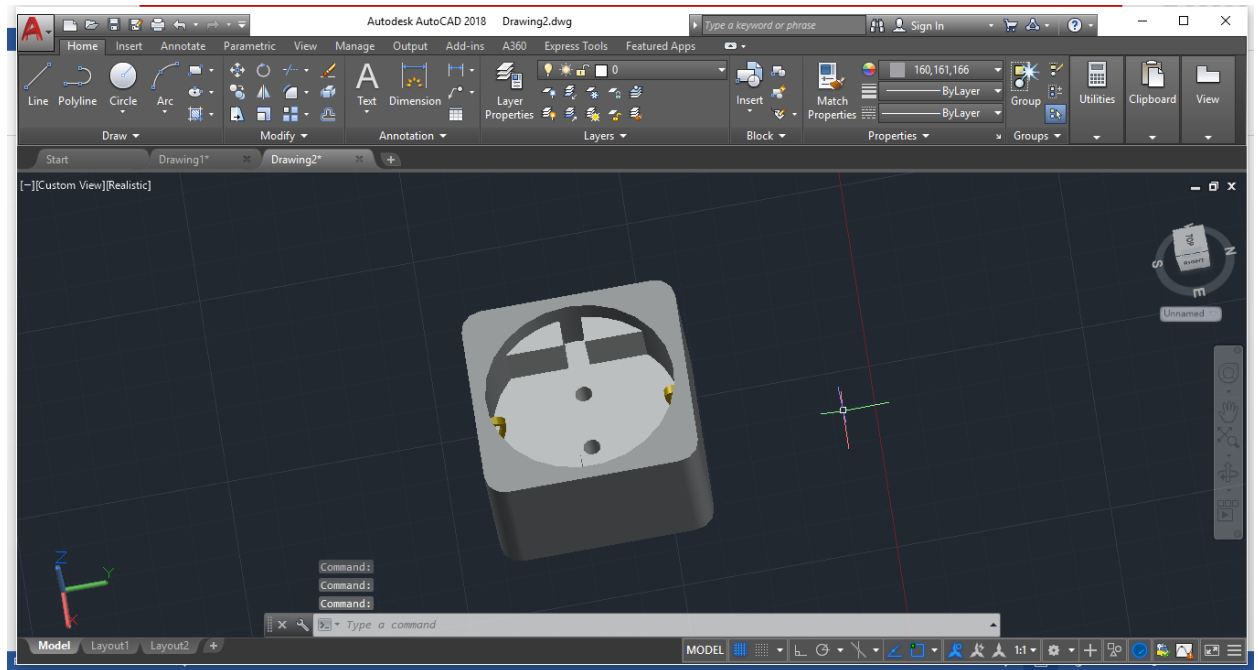 Autodesk AutoCAD 2018 Drawing2.dwg
Type a keyword or phrase
Sign In
Home Insert Annotate Parametric View Manage Output Add-ins A360 Express Tools Featured Apps
0
160,161,166
ByLayer
ByLayer
Line Polyline Circle Arc
Text Dimension
Layer Properties
Insert
Match Properties
Group
Utilities Clipboard View
Draw Modify Annotation Layers Block Properties Groups
Start Drawing1* Drawing2*
[−][Custom View][Realistic]
TOP
RIGHT
N
S
E
Unnamed
Z
Y
X
Command:
Command:
Command:
Type a command
Model Layout1 Layout2
MODEL
1:1